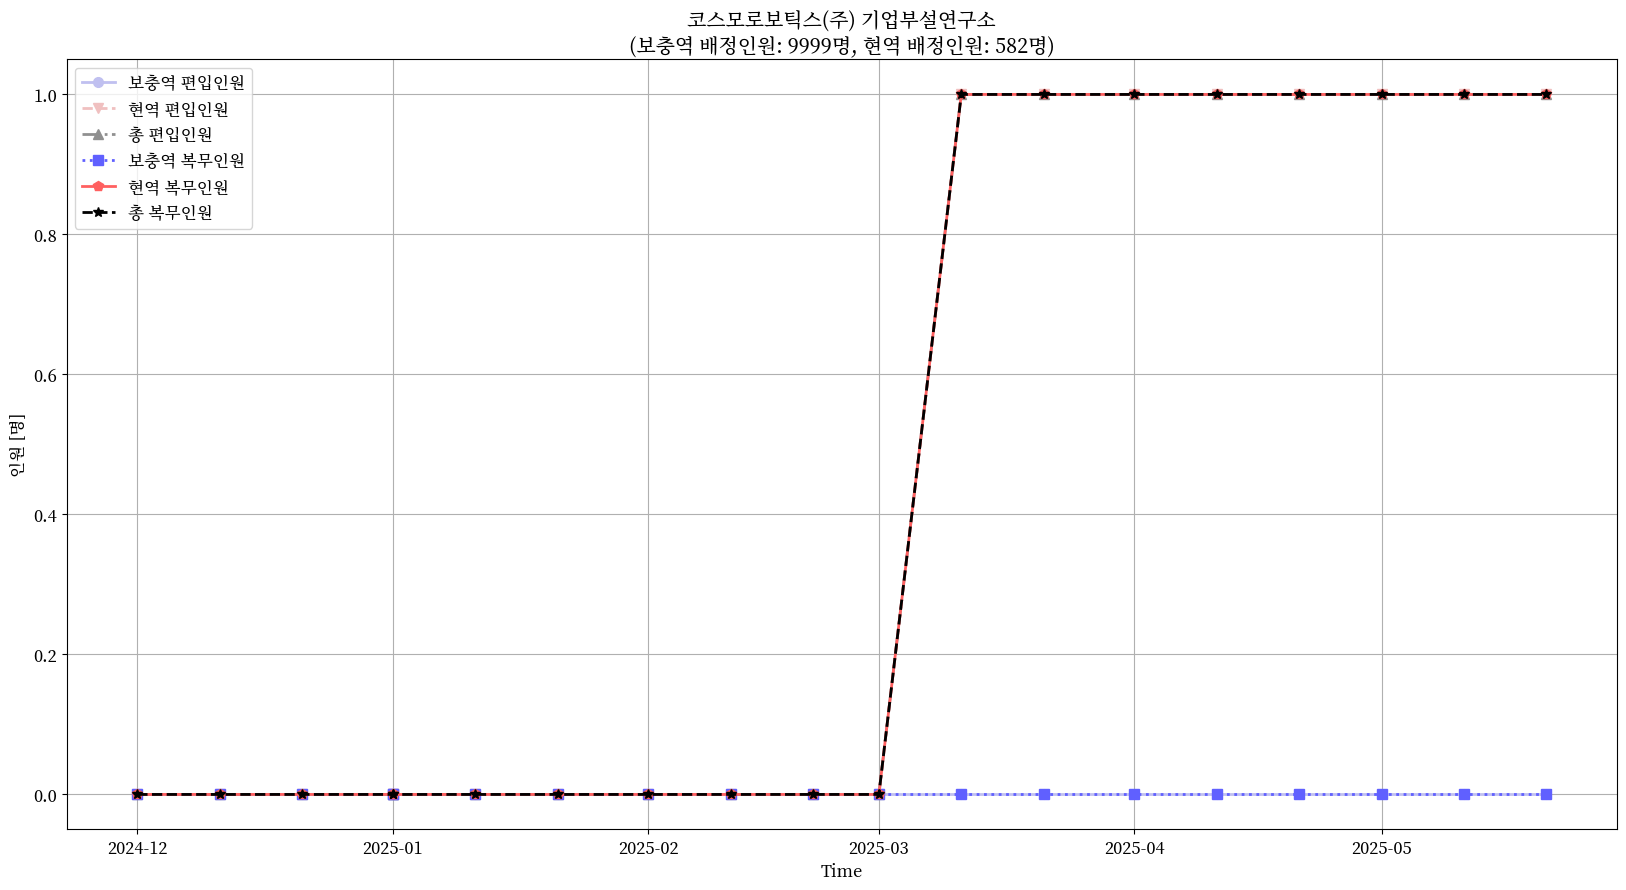 코스모로보틱스(주) 기업부설연구소
(보충역 배정인원: 9999명, 현역 배정인원: 582명)
보충역 편입인원
현역 편입인원
총 편입인원
보충역 복무인원
현역 복무인원
총 복무인원
1.0
0.8
0.6
0.4
0.2
0.0
인원 [명]
2024-12
2025-01
2025-02
2025-03
2025-04
2025-05
Time